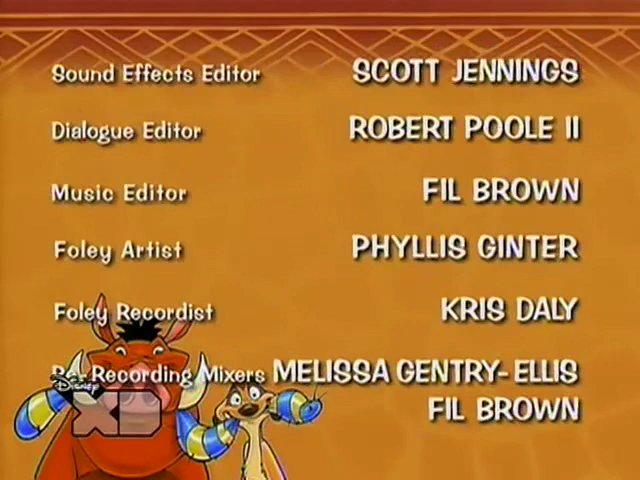 Sound Effects Editor SCOTT JENNINGS
Dialogue Editor ROBERT POOLE II
Music Editor FIL BROWN
Foley Artist PHYLLIS GINTER
Foley Recordist KRIS DALY
Re-Recording Mixers MELISSA GENTRY-ELLIS
FIL BROWN
DISNEY
XD